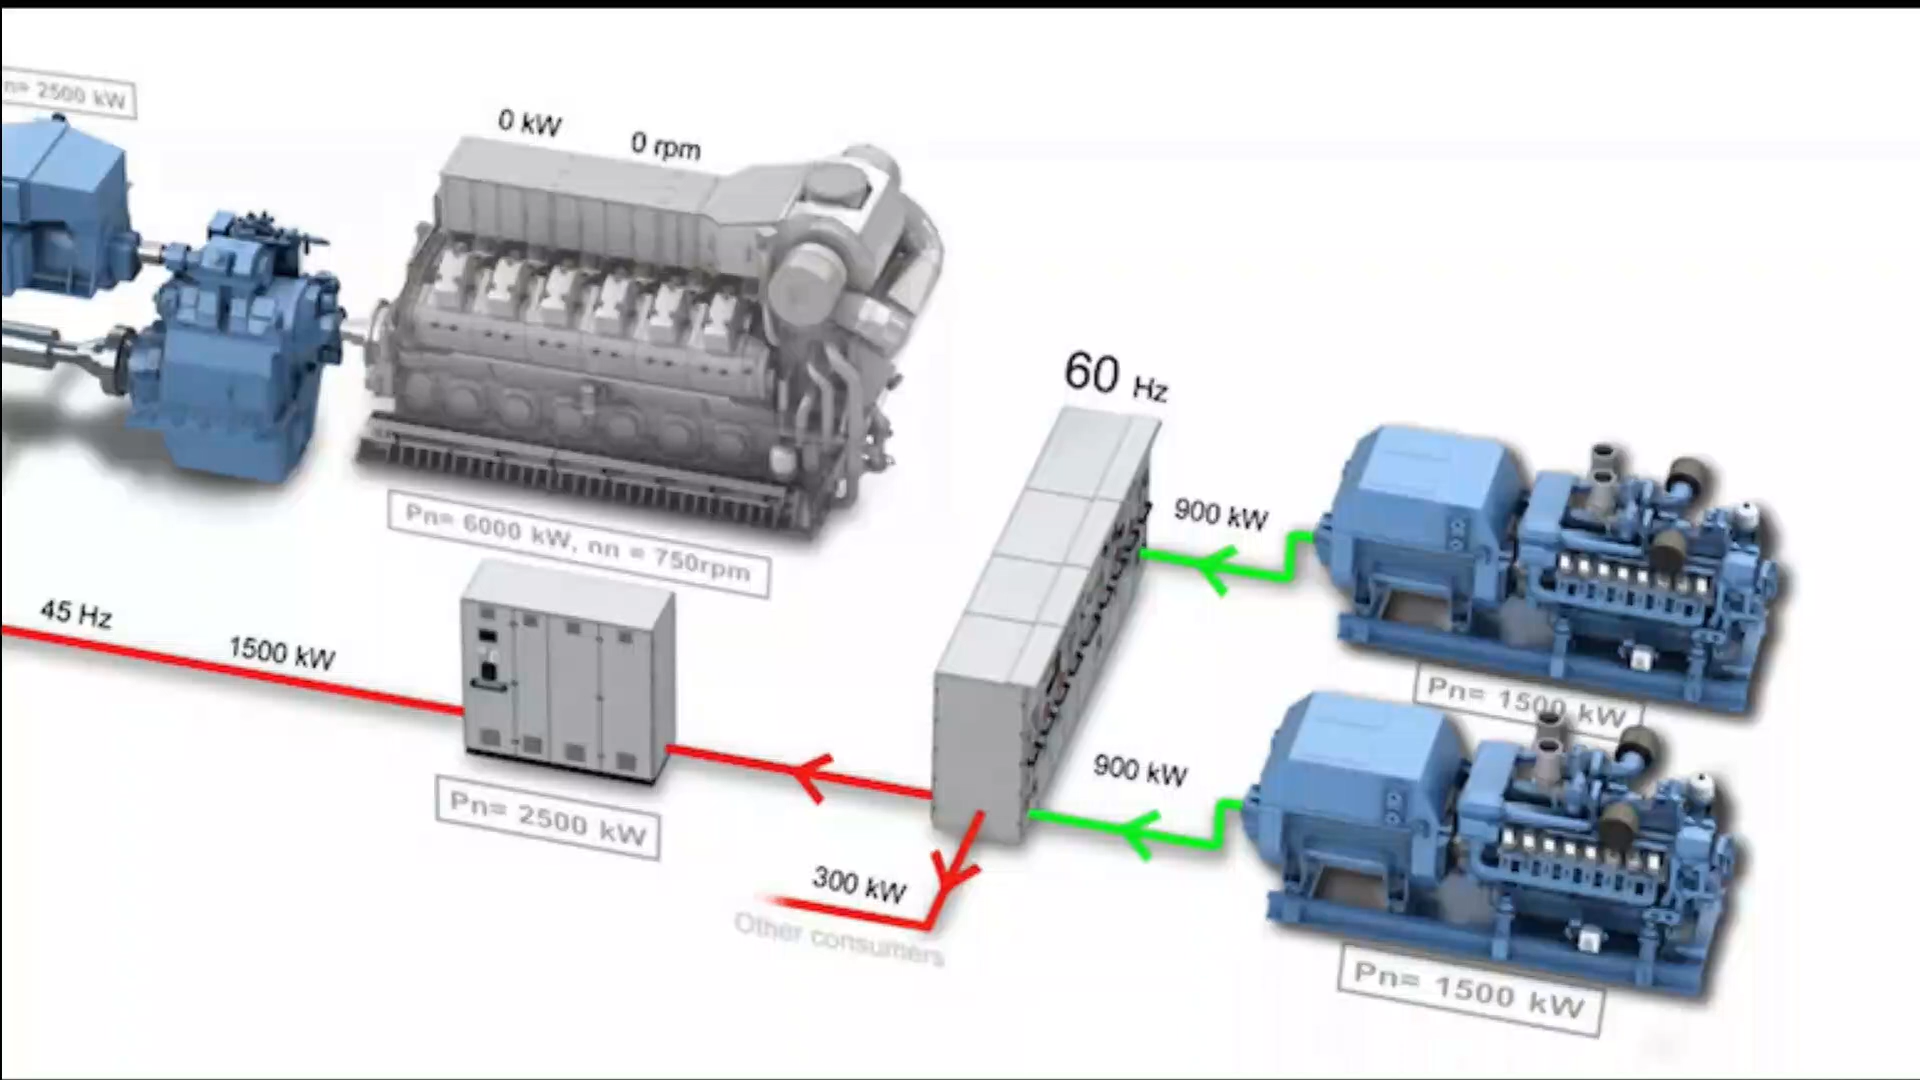 n= 2500 kW
0 kW
0 rpm
Pn= 6000 kW, nn = 750rpm
60 Hz
900 kW
Pn= 1500 kW
45 Hz
1500 kW
Pn= 2500 kW
900 kW
300 kW
Other consumers
Pn= 1500 kW